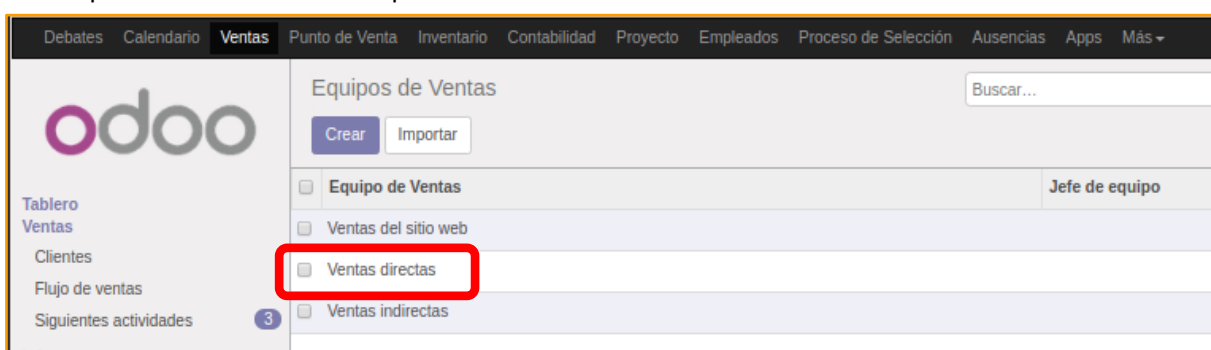 Debates Calendario Ventas Punto de Venta Inventario Contabilidad Proyecto Empleados Proceso de Selección Ausencias Apps Más
odoo
Equipos de Ventas
Buscar...
Crear Importar
Equipo de Ventas Jefe de equipo
Tablero
Ventas
Ventas del sitio web
Clientes
Ventas directas
Flujo de ventas
Ventas indirectas
Siguientes actividades 3